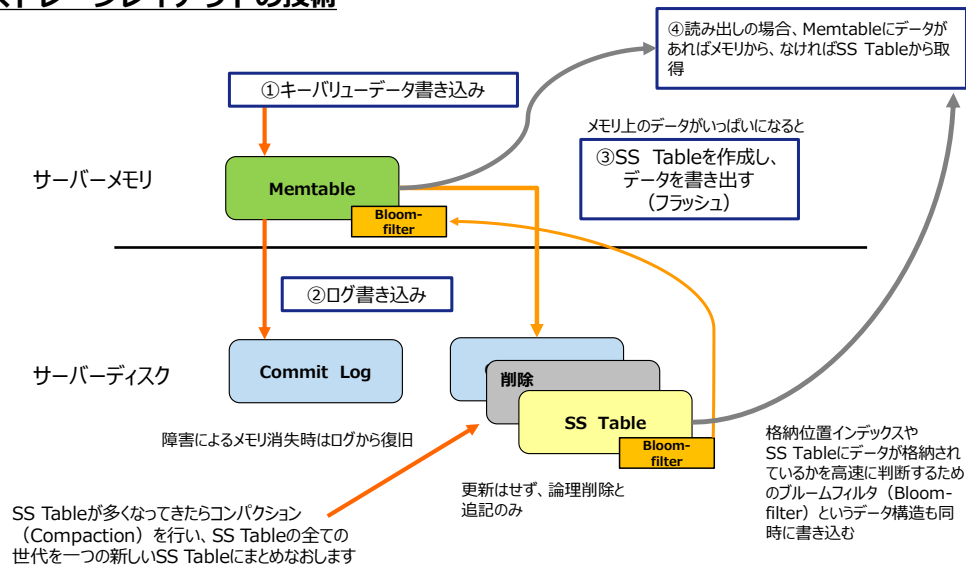 ストレージレイアウトの技術
④読み出しの場合、Memtableにデータが
あればメモリから、なければSS Tableから取
得
①キーバリューデータ書き込み
メモリ上のデータがいっぱいになると
③SS Tableを作成し、
データを書き出す
（フラッシュ）
サーバーメモリ
Memtable
Bloom-
filter
②ログ書き込み
サーバーディスク
Commit Log
削除
SS Table
Bloom-
filter
障害によるメモリ消失時はログから復旧
更新はせず、論理削除と
追記のみ
格納位置インデックスや
SS Tableにデータが格納され
ているかを高速に判断するため
のブルームフィルタ（Bloom-
filter）というデータ構造も同
時に書き込む
SS Tableが多くなってきたらコンパクション
（Compaction）を行い、SS Tableの全ての
世代を一つの新しいSS Tableにまとめなおします